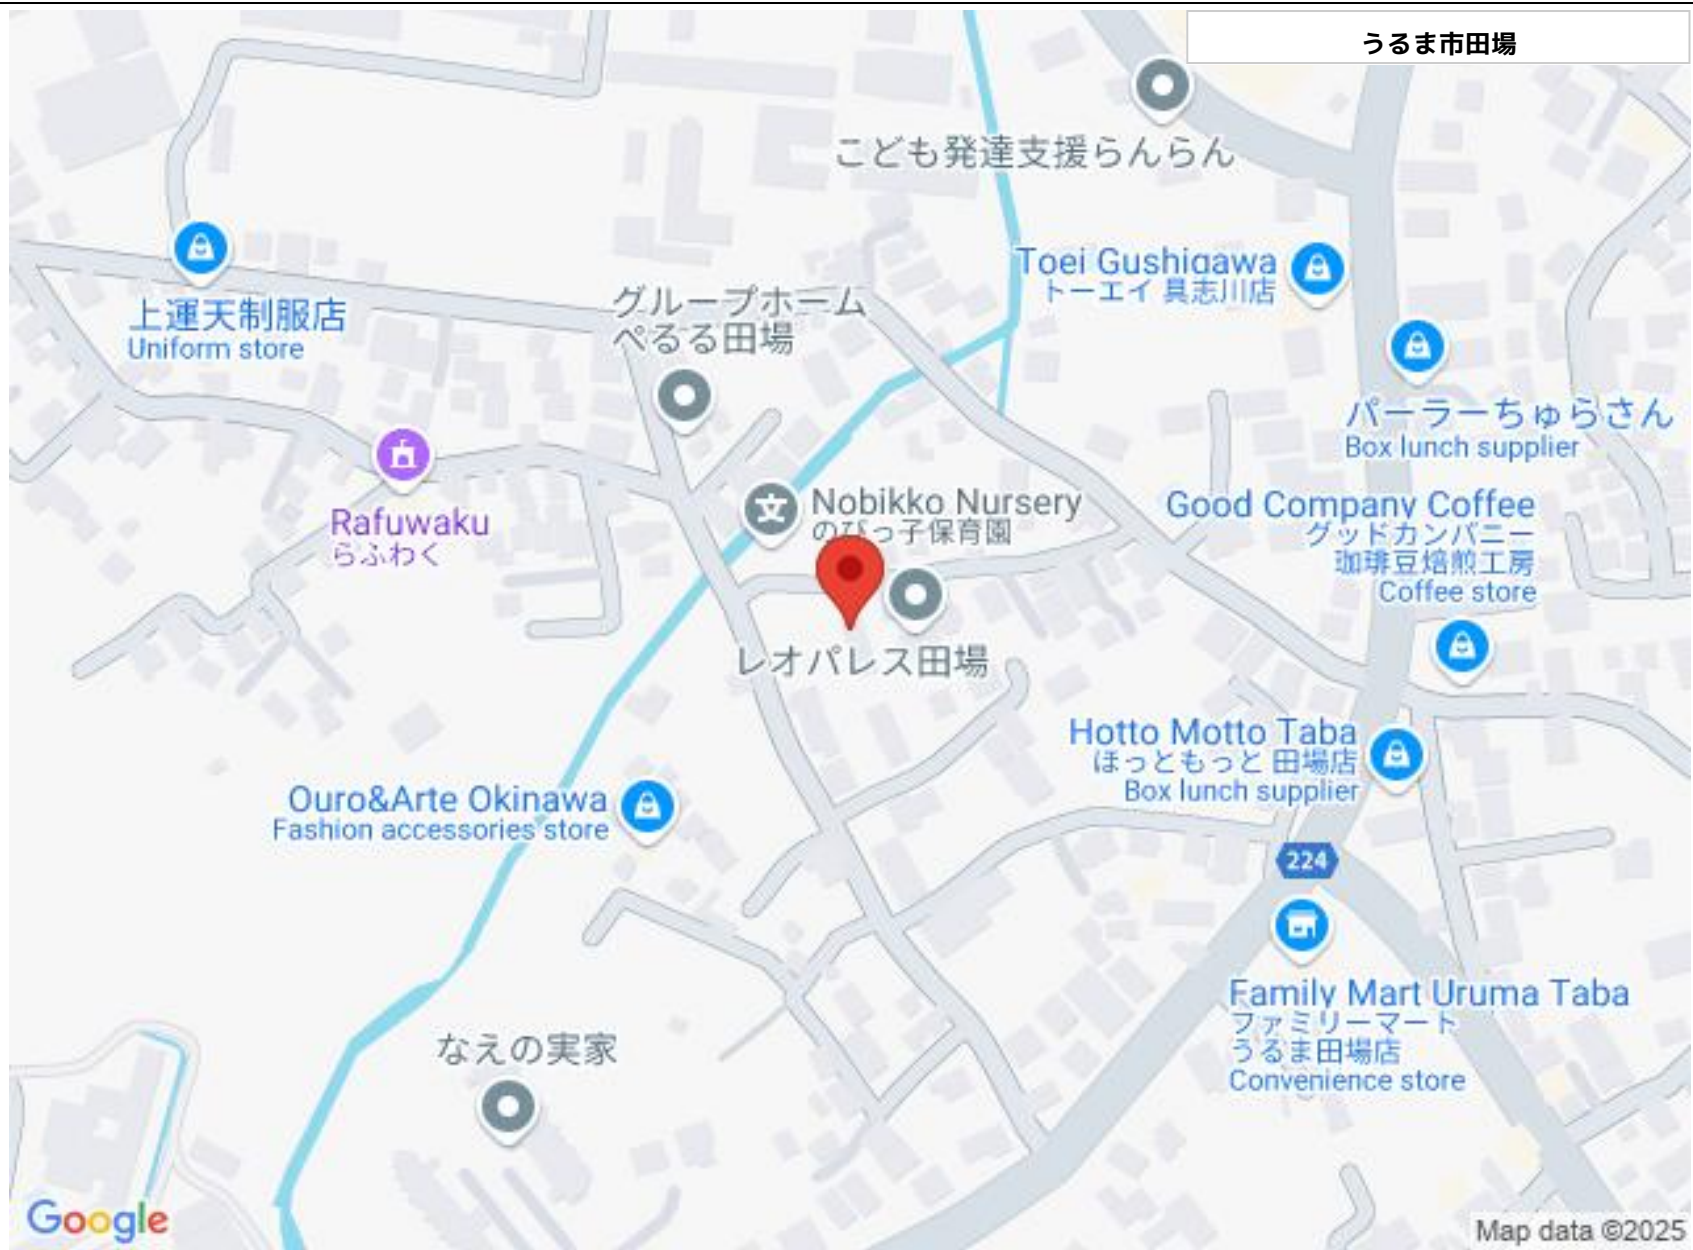 うるま市田場
こども発達支援らんらん
Toei Gushigawa
トーエイ 具志川店
上運天制服店
Uniform store
グループホーム
ぺるる田場
パーラーちゅらさん
Box lunch supplier
Nobikko Nursery
のびっ子保育園
Good Company Coffee
グッドカンパニー
珈琲豆焙煎工房
Coffee store
Rafuwaku
らふわく
レオパレス田場
Hotto Motto Taba
ほっともっと 田場店
Box lunch supplier
Ouro&Arte Okinawa
Fashion accessories store
224
Family Mart Uruma Taba
ファミリーマート
うるま田場店
Convenience store
なえの実家
Google
Map data ©2025